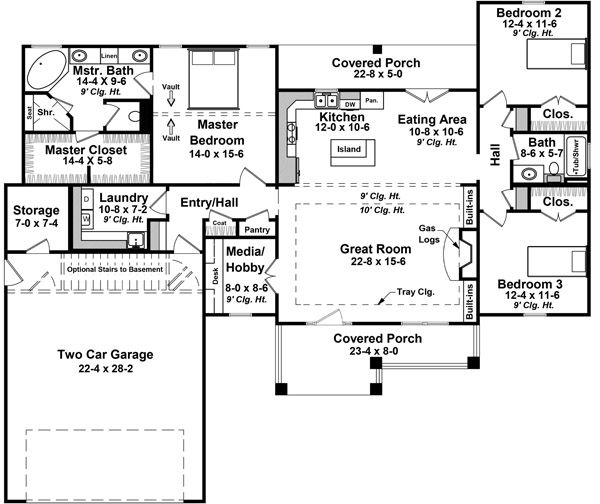 Bedroom 2
12-4 x 11-6
9' Clg. Ht.
Linen
Mstr. Bath
14-4 X 9-6
9' Clg. Ht.
Vault
Vault
Covered Porch
22-8 x 5-0
Seat
Shr.
DW
Pan.
Kitchen
12-0 x 10-6
Island
Eating Area
10-8 x 10-6
9' Clg. Ht.
Clos.
Master
Bedroom
14-0 x 15-6
Master Closet
14-4 x 5-8
Hall
Bath
8-6 x 5-7
Tub/Shwr
Storage
7-0 x 7-4
D
W
Laundry
10-8 x 7-2
9' Clg. Ht.
Entry/Hall
Coat
Pantry
9' Clg. Ht.
10' Clg. Ht.
Built-ins
Clos.
Gas
Logs
Great Room
22-8 x 15-6
Tray Clg.
Built-ins
Media/
Hobby
8-0 x 8-6
9' Clg. Ht.
Desk
Optional Stairs to Basement
Bedroom 3
12-4 x 11-6
9' Clg. Ht.
Two Car Garage
22-4 x 28-2
Covered Porch
23-4 x 8-0